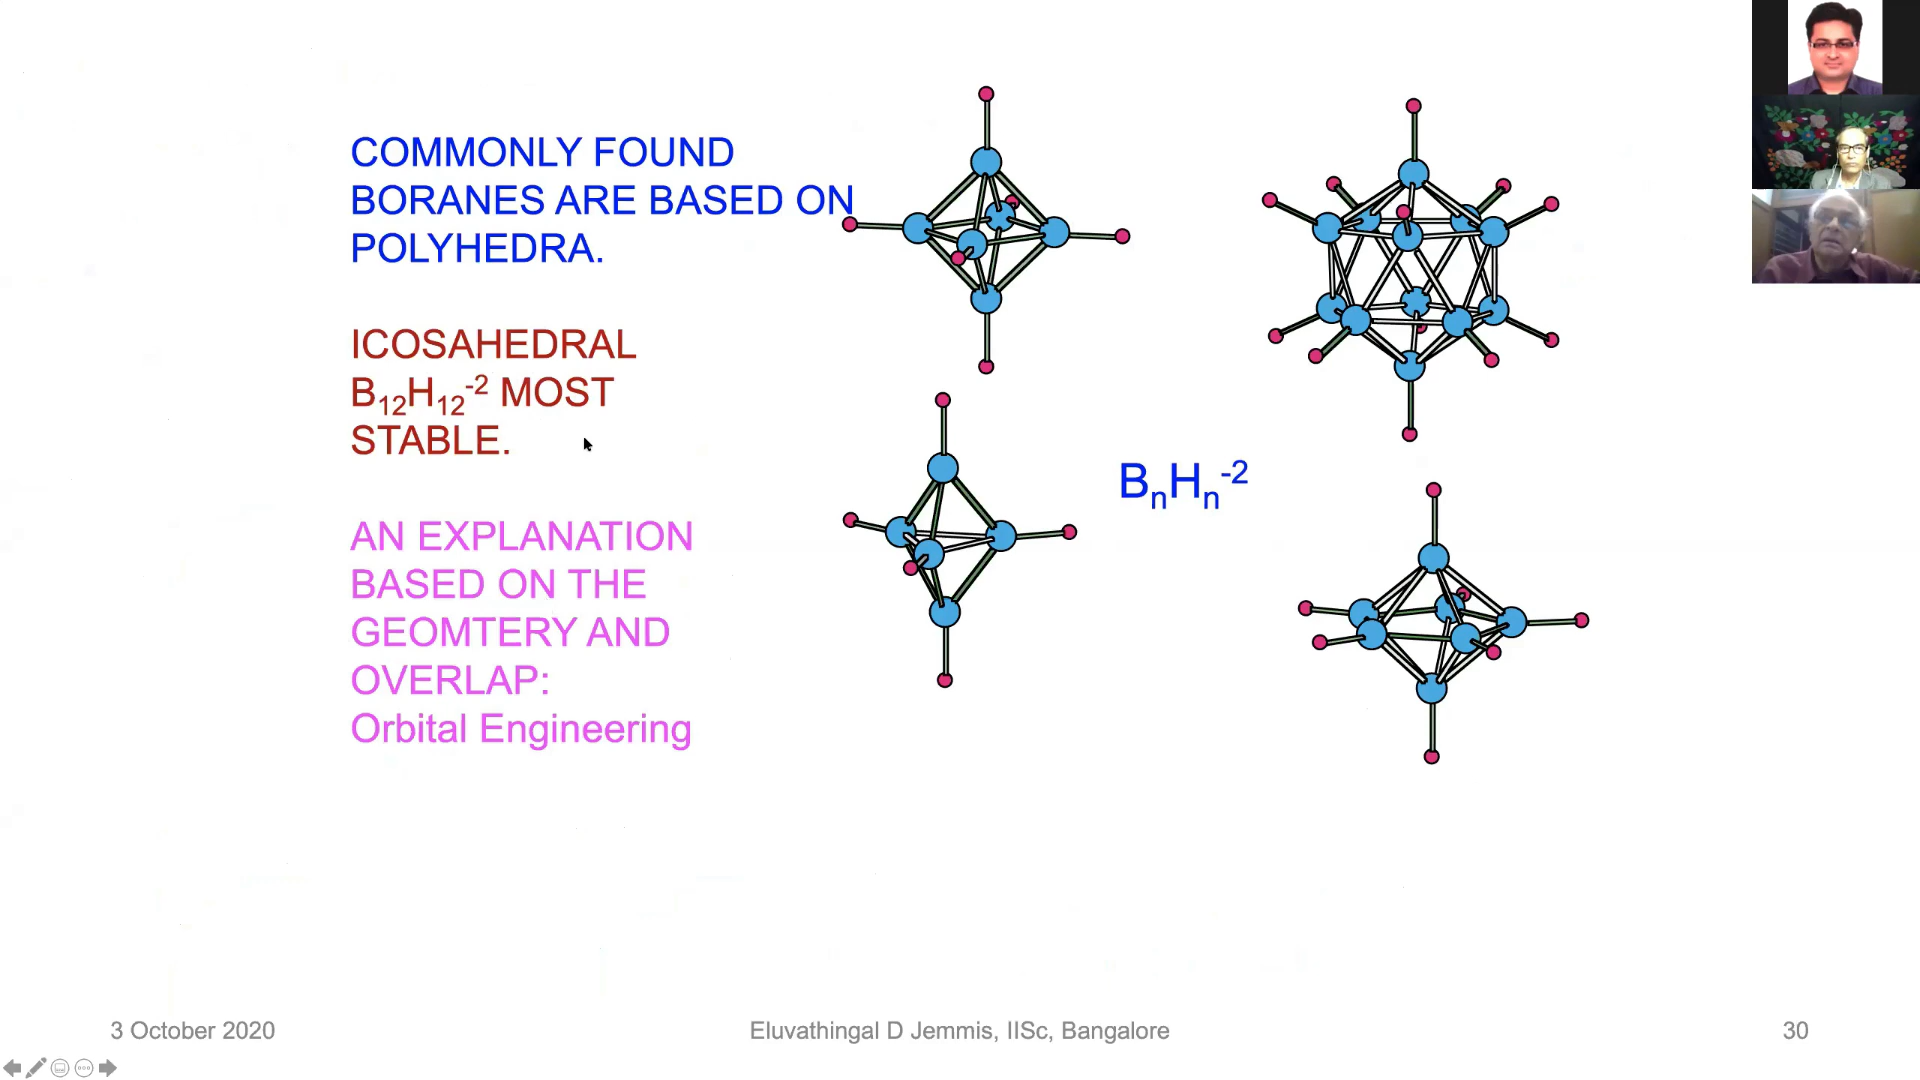 COMMONLY FOUND
BORANES ARE BASED ON
POLYHEDRA.
ICOSAHEDRAL
B₁₂H₁₂⁻² MOST
STABLE.
AN EXPLANATION
BASED ON THE
GEOMTERY AND
OVERLAP:
Orbital Engineering
BₙHₙ⁻²
3 October 2020
Eluvathingal D Jemmis, IISc, Bangalore
30